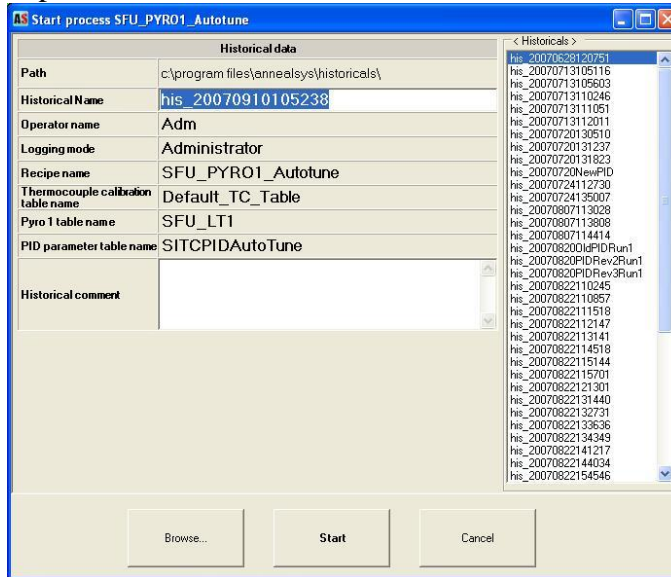 Start process SFU_PYRO1_Autotune
Historical data
Path
c:\program files\annealsys\historicals\
Historical Name
his_20070910105238
Operator name
Adm
Logging mode
Administrator
Recipe name
SFU_PYRO1_Autotune
Thermocouple calibration
table name
Default_TC_Table
Pyro 1 table name
SFU_LT1
PID parameter table name
SITCPIDAutoTune
Historical comment
< Historicals >
his_20070628120751
his_20070713105116
his_20070713105603
his_20070713110246
his_20070713111051
his_20070713112011
his_20070720130510
his_20070720131237
his_20070720131823
his_20070720NewPID
his_20070724112730
his_20070724135007
his_20070807113028
his_20070807113808
his_20070807114414
his_20070820OldPIDRun1
his_20070820PIDRev2Run1
his_20070820PIDRev3Run1
his_20070822110245
his_20070822110857
his_20070822111518
his_20070822112147
his_20070822113141
his_20070822114518
his_20070822115144
his_20070822115701
his_20070822121301
his_20070822131440
his_20070822132731
his_20070822133636
his_20070822134349
his_20070822141217
his_20070822144034
his_20070822154546
Browse...
Start
Cancel